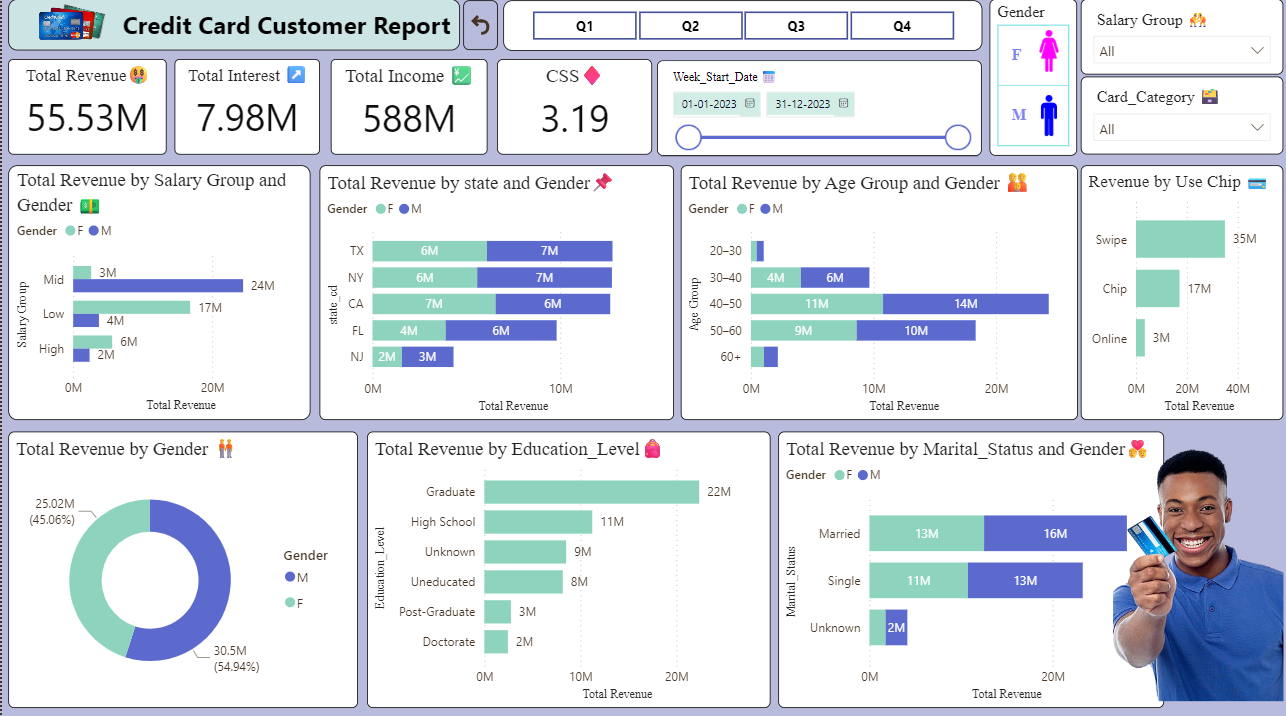 Credit Card Customer Report
Q1
Q2
Q3
Q4
Gender
F
M
Salary Group
All
Card_Category
All
Total Revenue
55.53M
Total Interest
7.98M
Total Income
588M
CSS
3.19
Week_Start_Date
01-01-2023
31-12-2023
Total Revenue by Salary Group and
Gender
Gender F M
Salary Group
Mid
3M
24M
Low
17M
4M
High
6M
2M
0M 20M
Total Revenue
Total Revenue by state and Gender
Gender F M
state_cd
TX 6M 7M
NY 6M 7M
CA 7M 6M
FL 4M 6M
NJ 2M 3M
0M 10M
Total Revenue
Total Revenue by Age Group and Gender
Gender F M
Age Group
20–30
30–40 4M 6M
40–50 11M 14M
50–60 9M 10M
60+
0M 10M 20M
Total Revenue
Revenue by Use Chip
Swipe 35M
Chip 17M
Online 3M
0M 20M 40M
Total Revenue
Total Revenue by Gender
25.02M
(45.06%)
30.5M
(54.94%)
Gender
M
F
Total Revenue by Education_Level
Education_Level
Graduate 22M
High School 11M
Unknown 9M
Uneducated 8M
Post-Graduate 3M
Doctorate 2M
0M 10M 20M
Total Revenue
Total Revenue by Marital_Status and Gender
Gender F M
Marital_Status
Married 13M 16M
Single 11M 13M
Unknown 2M
0M 20M
Total Revenue